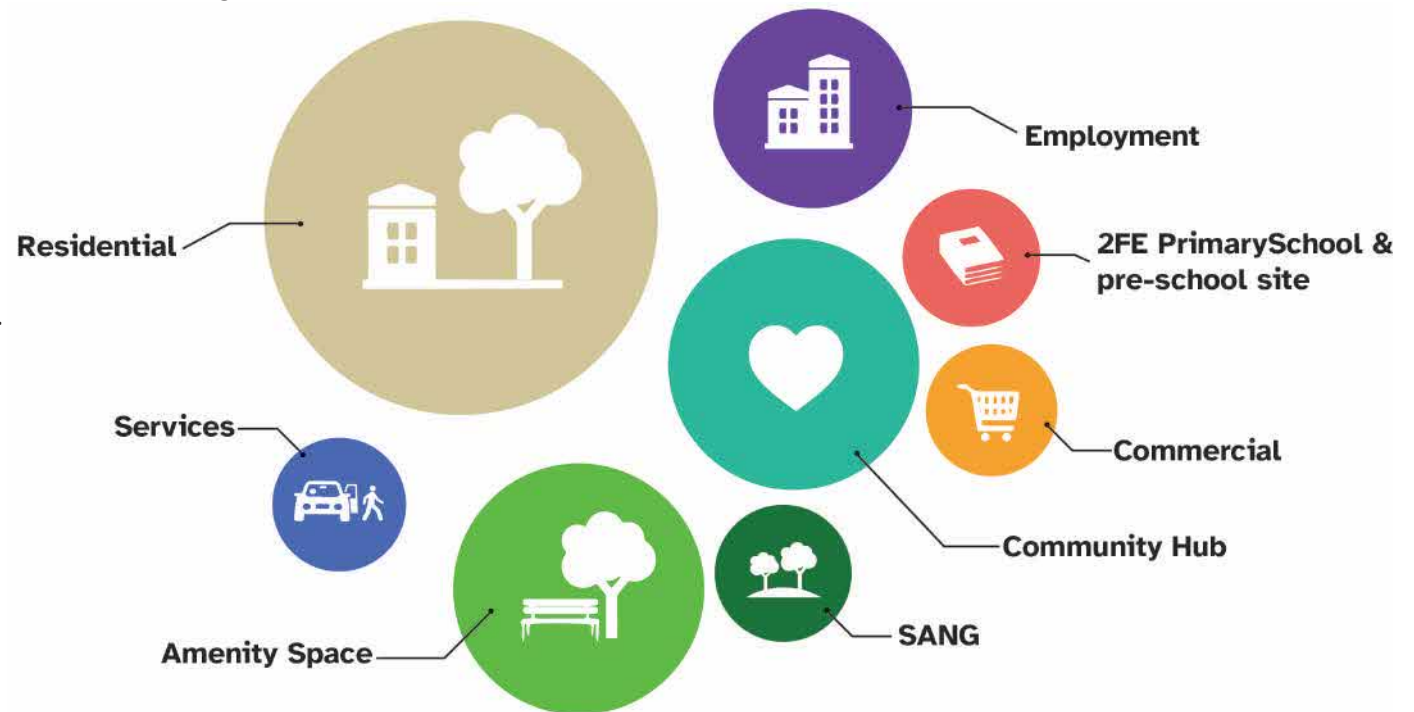 Employment
Residential
2FE PrimarySchool &
pre-school site
Services
Commercial
Community Hub
SANG
Amenity Space